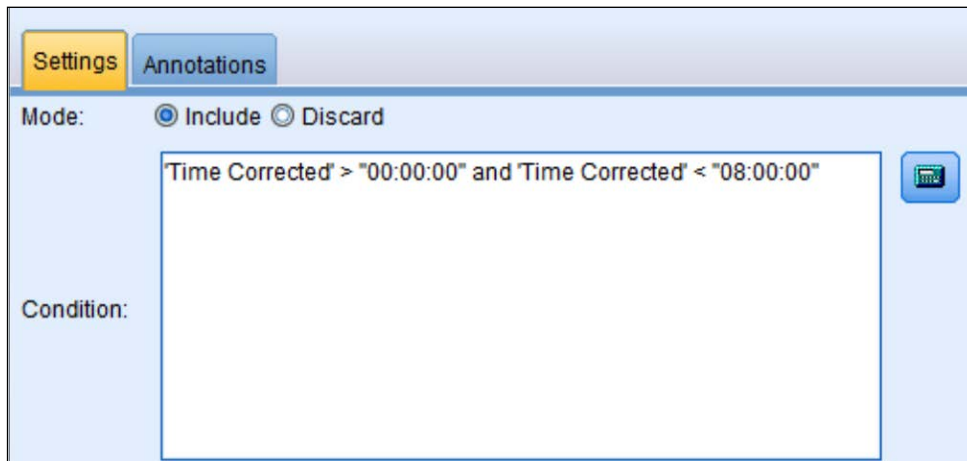 Settings Annotations
Mode: Include Discard
'Time Corrected' > "00:00:00" and 'Time Corrected' < "08:00:00"
Condition: